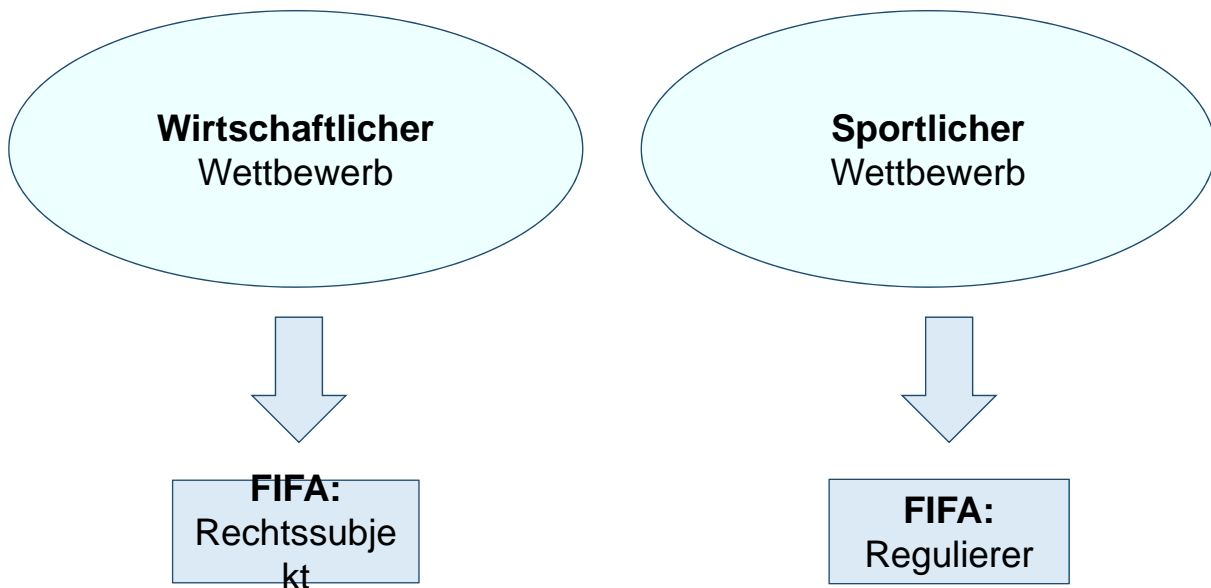 Wirtschaftlicher
Wettbewerb
Sportlicher
Wettbewerb
FIFA:
Rechtssubje
kt
FIFA:
Regulierer